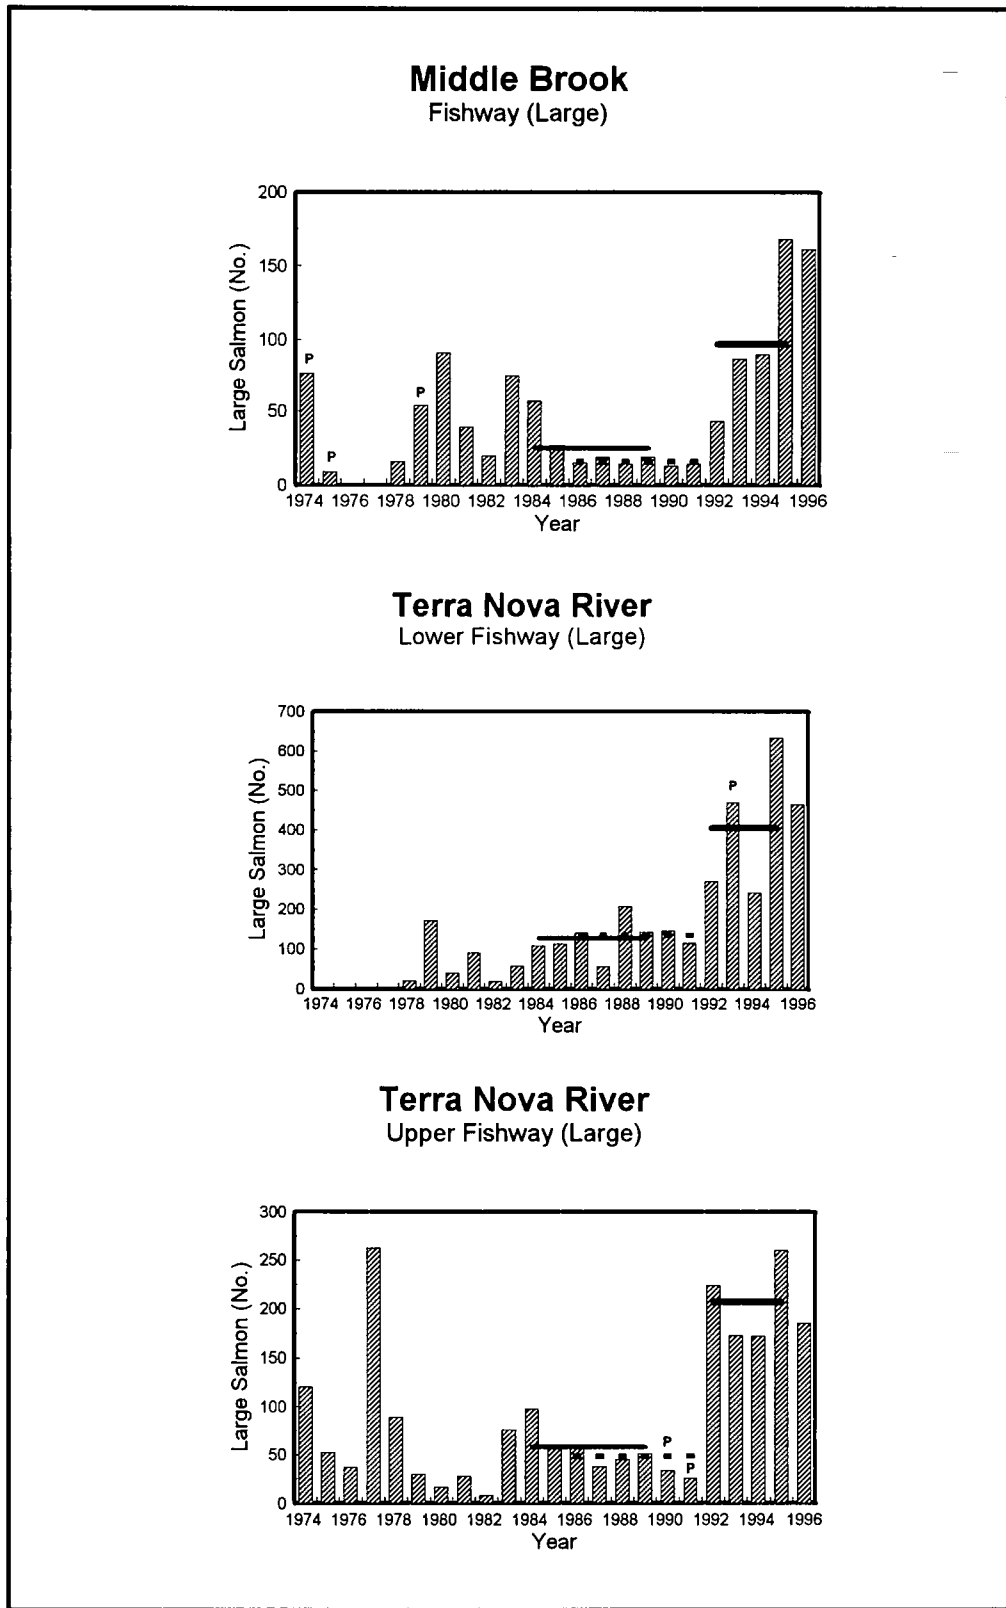 Middle Brook
Fishway (Large)
Large Salmon (No.)
200
150
100
50
0
P
P
P
1974 1976 1978 1980 1982 1984 1986 1988 1990 1992 1994 1996
Year
Terra Nova River
Lower Fishway (Large)
Large Salmon (No.)
700
600
500
400
300
200
100
0
P
1974 1976 1978 1980 1982 1984 1986 1988 1990 1992 1994 1996
Year
Terra Nova River
Upper Fishway (Large)
Large Salmon (No.)
300
250
200
150
100
50
0
P
P
1974 1976 1978 1980 1982 1984 1986 1988 1990 1992 1994 1996
Year